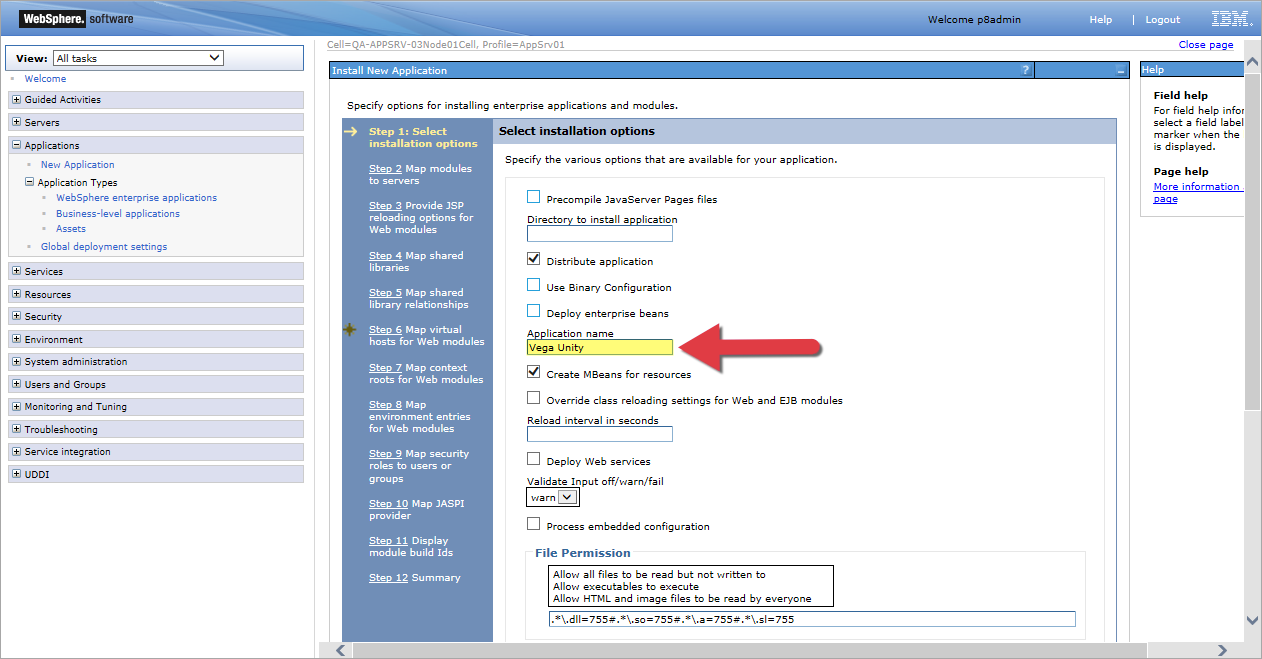 WebSphere. software
Welcome p8admin
Help | Logout
IBM.
View: All tasks
Welcome
Guided Activities
Servers
Applications
New Application
Application Types
WebSphere enterprise applications
Business-level applications
Assets
Global deployment settings
Services
Resources
Security
Environment
System administration
Users and Groups
Monitoring and Tuning
Troubleshooting
Service integration
UDDI
Cell=QA-APPSRV-03Node01Cell, Profile=AppSrv01
Close page
Install New Application
?
Specify options for installing enterprise applications and modules.
Step 1: Select
installation options
Step 2 Map modules
to servers
Step 3 Provide JSP
reloading options for
Web modules
Step 4 Map shared
libraries
Step 5 Map shared
library relationships
Step 6 Map virtual
hosts for Web modules
Step 7 Map context
roots for Web modules
Step 8 Map
environment entries
for Web modules
Step 9 Map security
roles to users or
groups
Step 10 Map JASPI
provider
Step 11 Display
module build Ids
Step 12 Summary
Select installation options
Specify the various options that are available for your application.
Precompile JavaServer Pages files
Directory to install application
Distribute application
Use Binary Configuration
Deploy enterprise beans
Application name
Vega Unity
Create MBeans for resources
Override class reloading settings for Web and EJB modules
Reload interval in seconds
Deploy Web services
Validate Input off/warn/fail
warn
Process embedded configuration
File Permission
Allow all files to be read but not written to
Allow executables to execute
Allow HTML and image files to be read by everyone
.*\.dll=755#.*\.so=755#.*\.a=755#.*\.sl=755
Help
Field help
For field help infor
select a field label
marker when the
is displayed.
Page help
More information
page